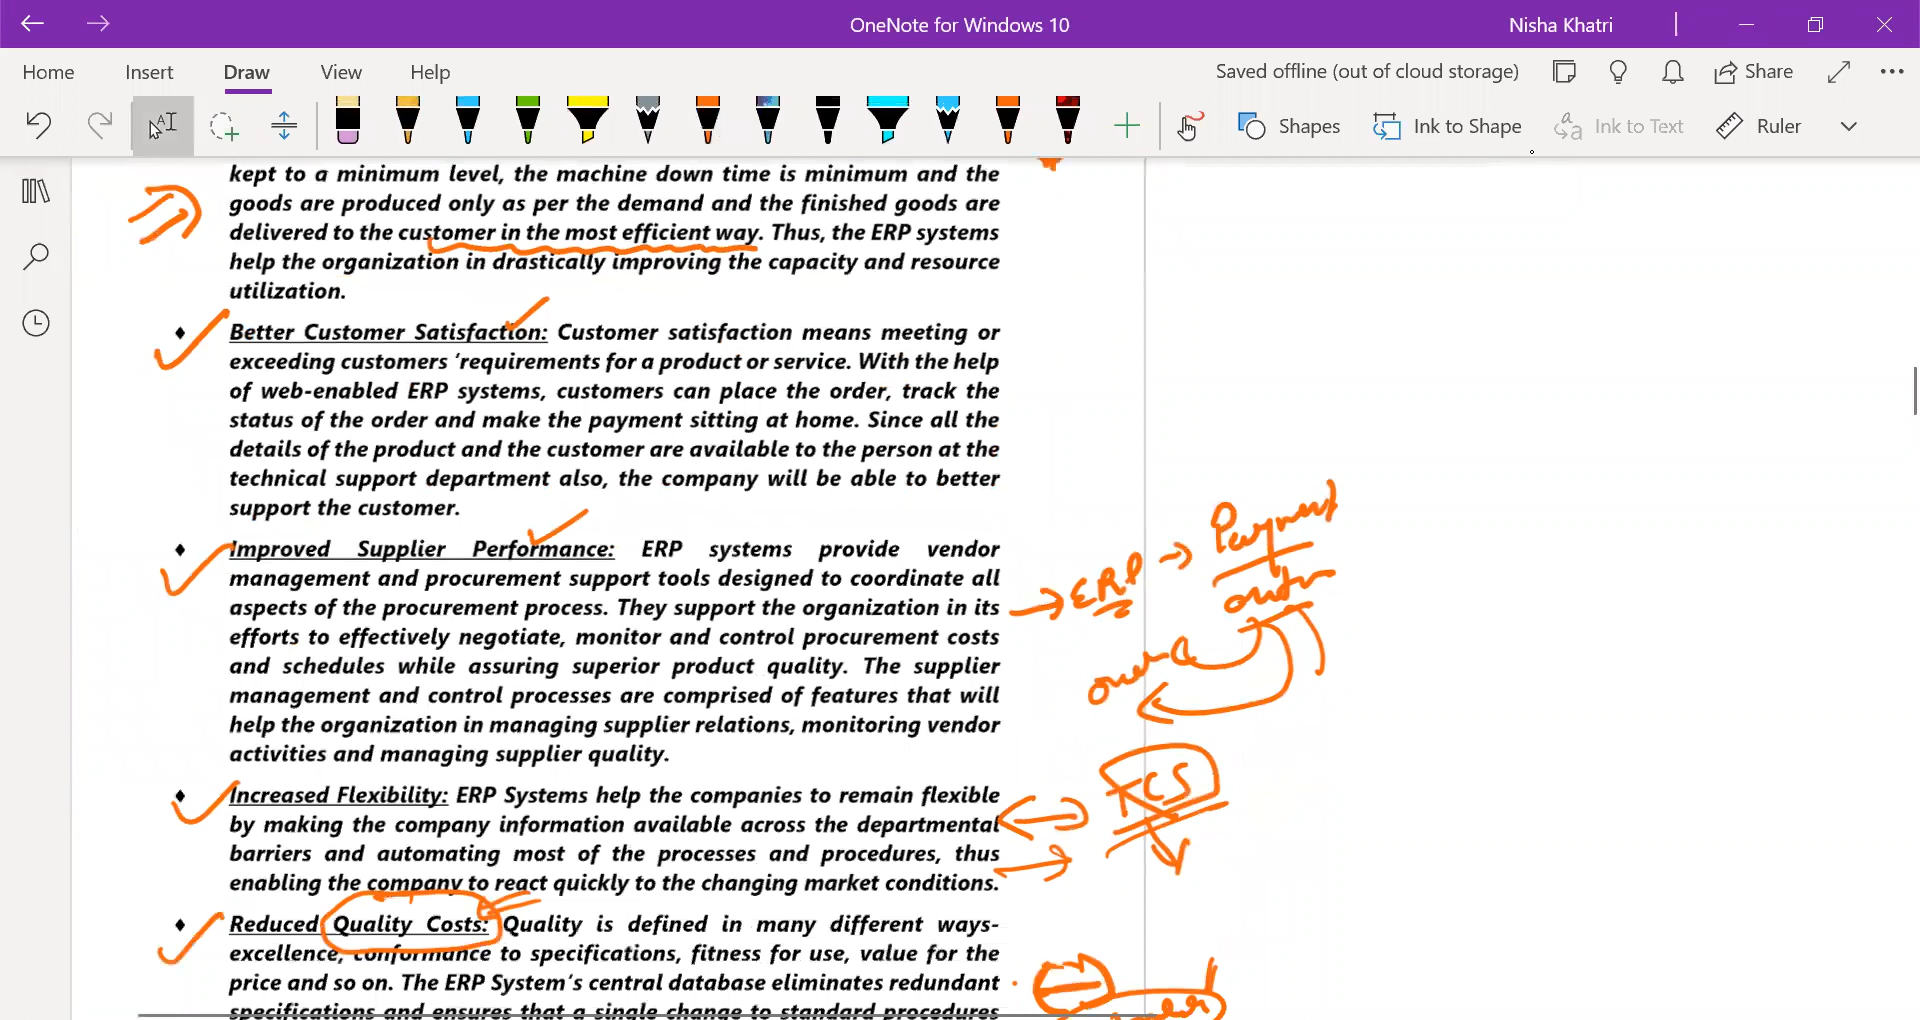 OneNote for Windows 10
Nisha Khatri
Home Insert Draw View Help
Saved offline (out of cloud storage) Share
Shapes Ink to Shape Ink to Text Ruler
kept to a minimum level, the machine down time is minimum and the
goods are produced only as per the demand and the finished goods are
delivered to the customer in the most efficient way. Thus, the ERP systems
help the organization in drastically improving the capacity and resource
utilization.
♦ Better Customer Satisfaction: Customer satisfaction means meeting or
exceeding customers ‘requirements for a product or service. With the help
of web-enabled ERP systems, customers can place the order, track the
status of the order and make the payment sitting at home. Since all the
details of the product and the customer are available to the person at the
technical support department also, the company will be able to better
support the customer.
♦ Improved Supplier Performance: ERP systems provide vendor
management and procurement support tools designed to coordinate all
aspects of the procurement process. They support the organization in its
efforts to effectively negotiate, monitor and control procurement costs
and schedules while assuring superior product quality. The supplier
management and control processes are comprised of features that will
help the organization in managing supplier relations, monitoring vendor
activities and managing supplier quality.
♦ Increased Flexibility: ERP Systems help the companies to remain flexible
by making the company information available across the departmental
barriers and automating most of the processes and procedures, thus
enabling the company to react quickly to the changing market conditions.
♦ Reduced Quality Costs: Quality is defined in many different ways-
excellence, conformance to specifications, fitness for use, value for the
price and so on. The ERP System’s central database eliminates redundant
specifications and ensures that a single change to standard procedures
Payment
ERP